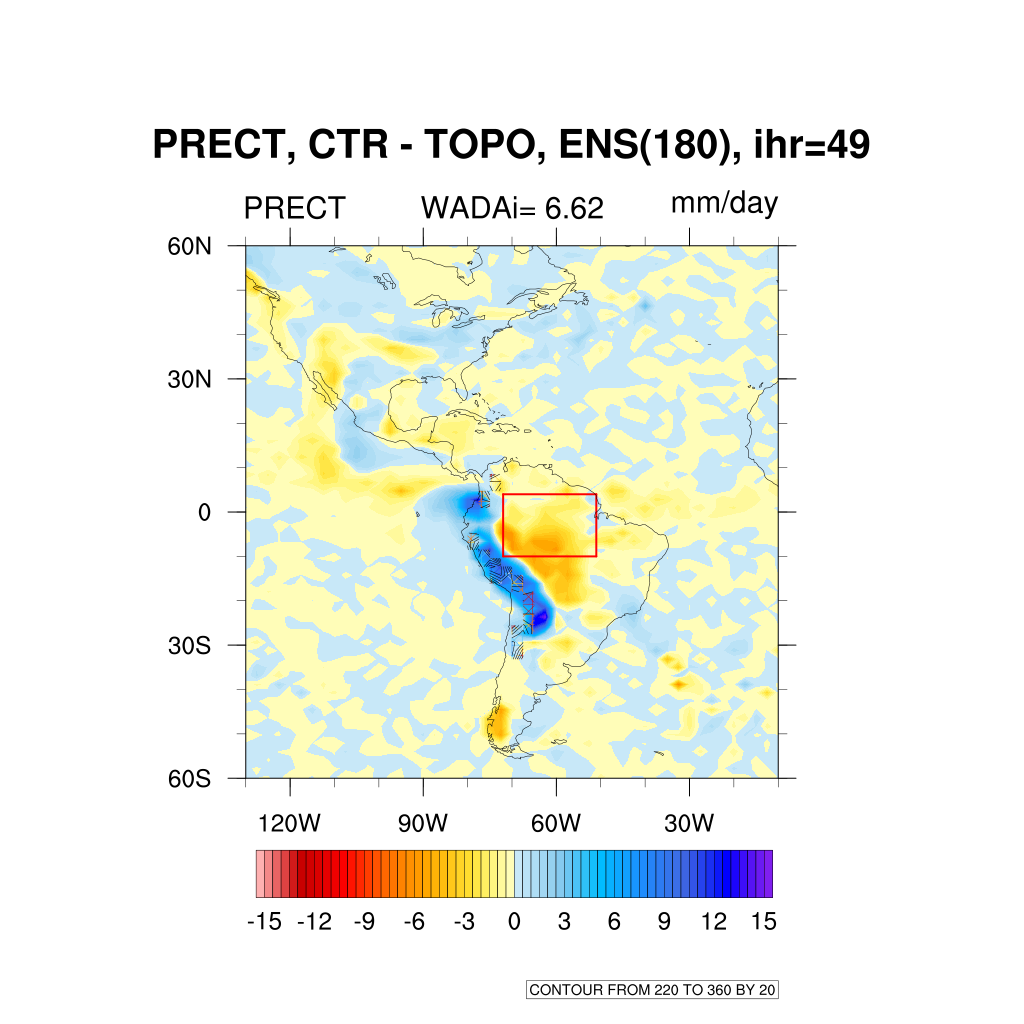 PRECT, CTR - TOPO, ENS(180), ihr=49
PRECT WADAi= 6.62 mm/day
60N
30N
0
30S
60S
120W 90W 60W 30W
-15 -12 -9 -6 -3 0 3 6 9 12 15
CONTOUR FROM 220 TO 360 BY 20